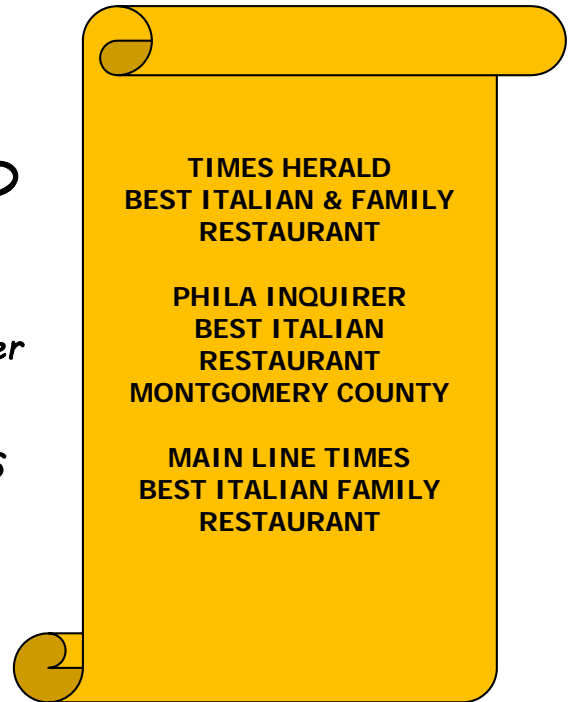 TIMES HERALD
BEST ITALIAN & FAMILY
RESTAURANT
PHILA INQUIRER
BEST ITALIAN
RESTAURANT
MONTGOMERY COUNTY
MAIN LINE TIMES
BEST ITALIAN FAMILY
RESTAURANT